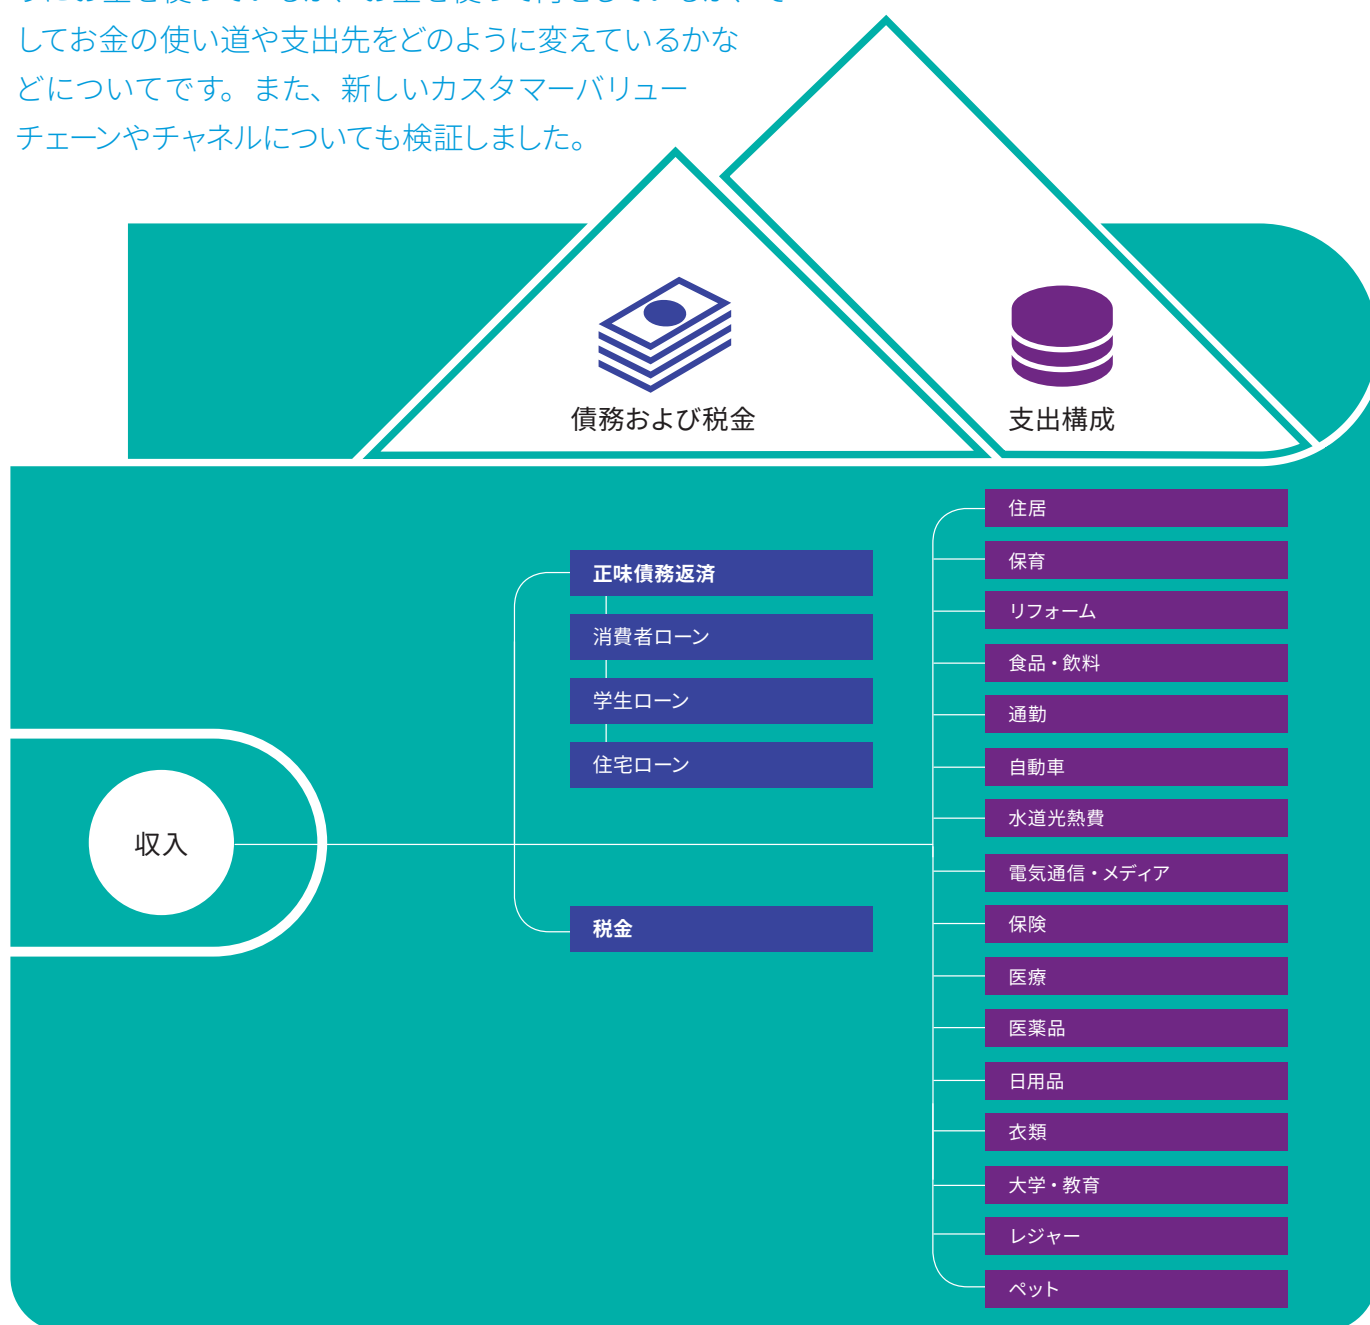 してお金の使い道や支出先をどのように変えているかな
どについてです。また、新しいカスタマーバリュー
チェーンやチャネルについても検証しました。
債務および税金
支出構成
正味債務返済
消費者ローン
学生ローン
住宅ローン
収入
税金
住居
保育
リフォーム
食品・飲料
通勤
自動車
水道光熱費
電気通信・メディア
保険
医療
医薬品
日用品
衣類
大学・教育
レジャー
ペット